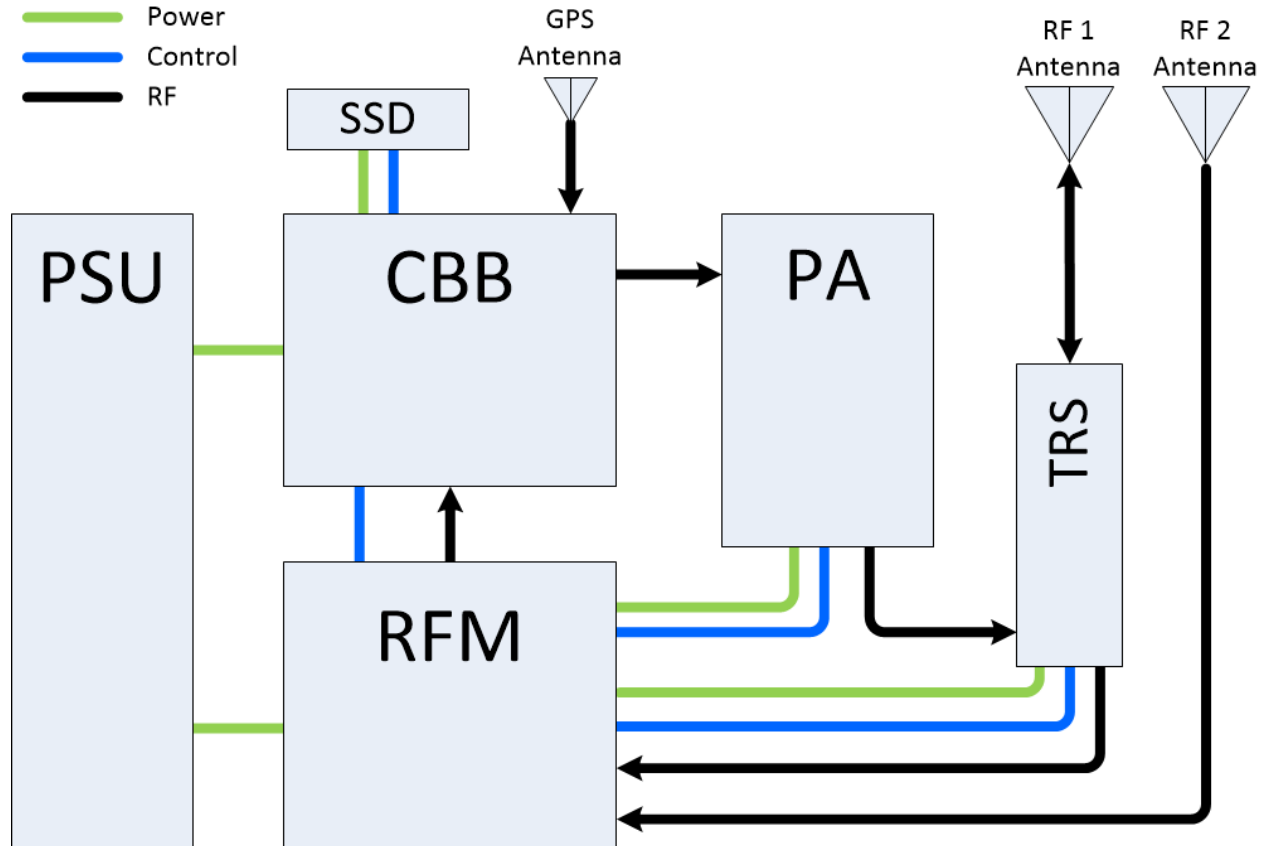 Power
Control
RF
GPS
Antenna
RF 1
Antenna
RF 2
Antenna
SSD
PSU
CBB
PA
TRS
RFM